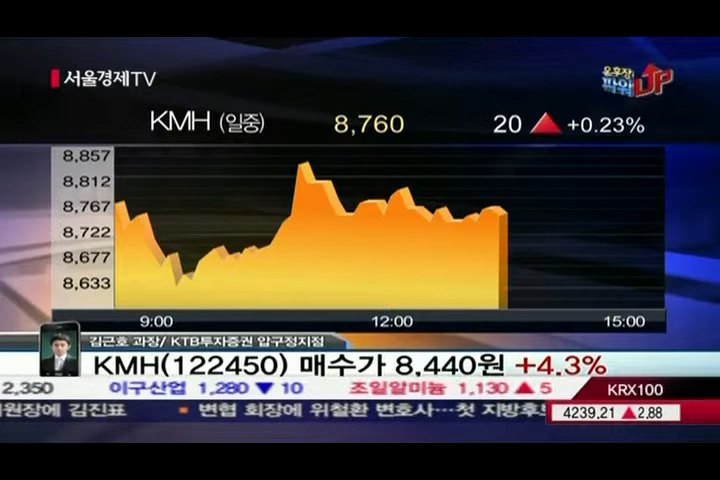 서울경제TV
오후장 파워 UP
KMH (일중) 8,760 20 ▲ +0.23%
8,857
8,812
8,767
8,722
8,677
8,633
9:00 12:00 15:00
김근호 과장/ KTB투자증권 압구정지점
KMH(122450) 매수가 8,440원 +4.3%
2,350 이구산업 1,280 ▼ 10 조일알미늄 1,130 ▲ 5 KRX100
위원장에 김진표 ▪ 변협 회장에 위철환 변호사…첫 지방 4239.21 ▲2.88